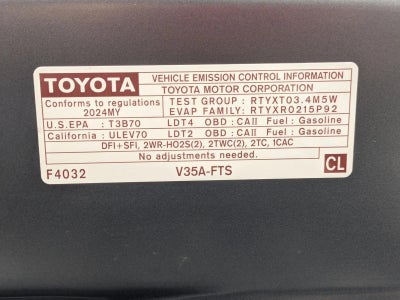 TOYOTA
VEHICLE EMISSION CONTROL INFORMATION
TOYOTA MOTOR CORPORATION
Conforms to regulations
2024MY
TEST GROUP : RTYXT03.4M5W
EVAP FAMILY: RTYXR0215P92
U.S.EPA : T3B70 LDT4 OBD : CAII Fuel : Gasoline
California : ULEV70 LDT2 OBD : CAII Fuel : Gasoline
DFI+SFI, 2WR-HO2S(2), 2TWC(2), 2TC, 1CAC
No adjustments needed.
F4032 V35A-FTS CL